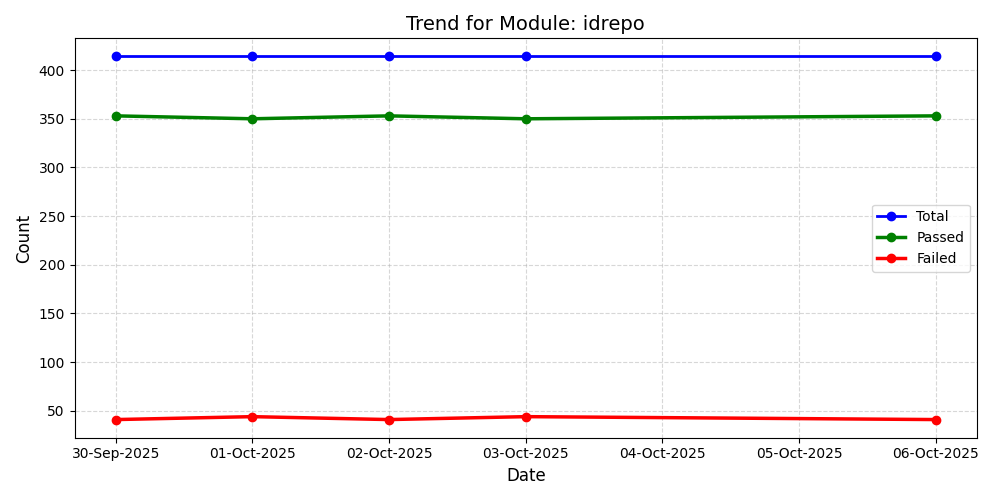 Trend for Module: idrepo
Count
400
350
300
250
200
150
100
50
Total
Passed
Failed
30-Sep-2025 01-Oct-2025 02-Oct-2025 03-Oct-2025 04-Oct-2025 05-Oct-2025 06-Oct-2025
Date